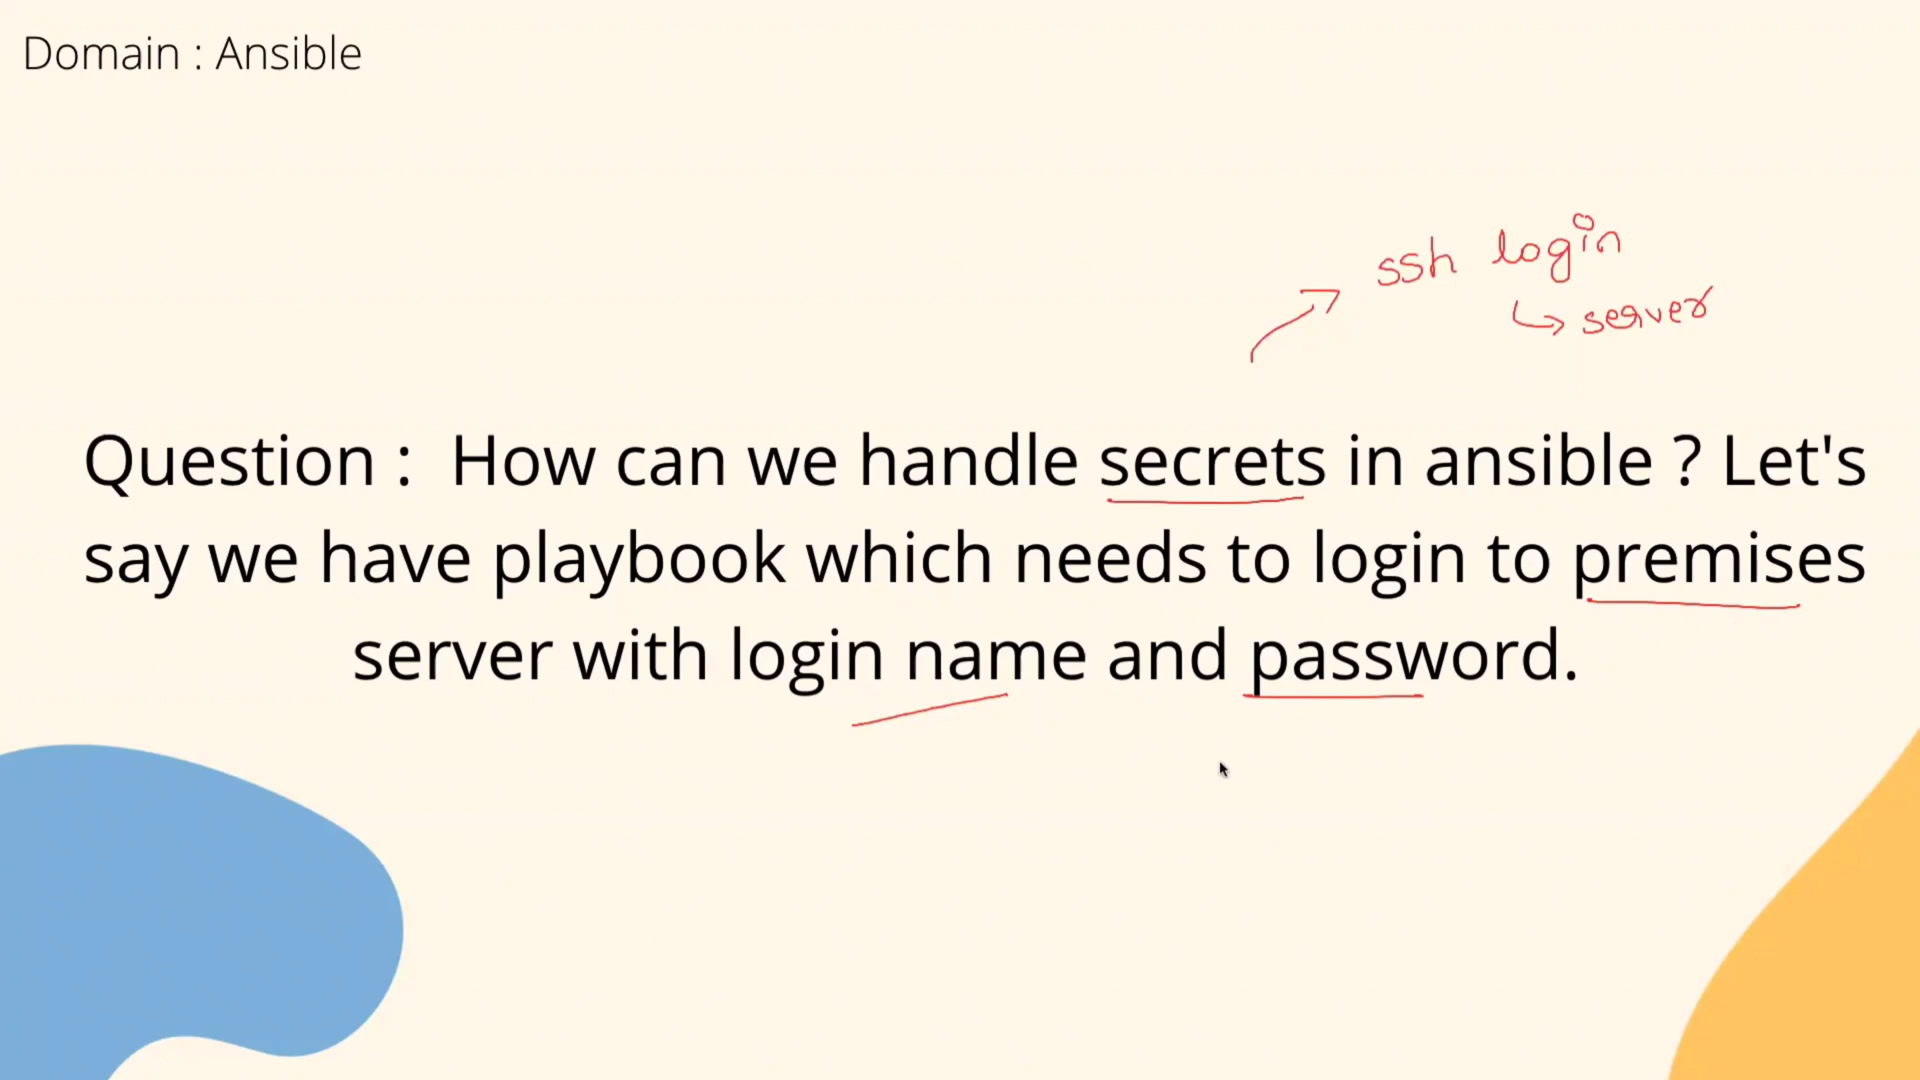 Domain : Ansible
ssh login
server
Question : How can we handle secrets in ansible ? Let's
say we have playbook which needs to login to premises
server with login name and password.